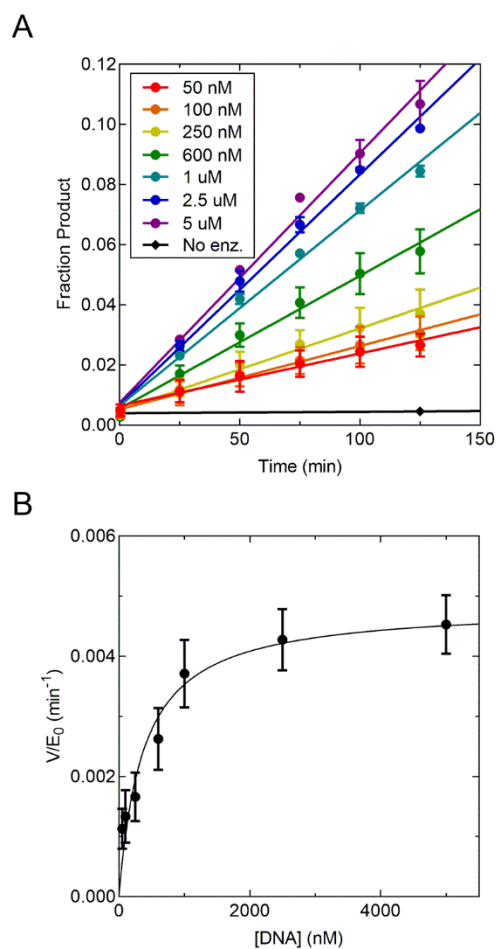 A
0.12
0.10
0.08
0.06
0.04
0.02
0.00
Fraction Product
50 nM
100 nM
250 nM
600 nM
1 uM
2.5 uM
5 uM
No enz.
0
50
100
150
Time (min)
B
0.006
0.004
0.002
0.000
V/E₀ (min⁻¹)
0
2000
4000
[DNA] (nM)